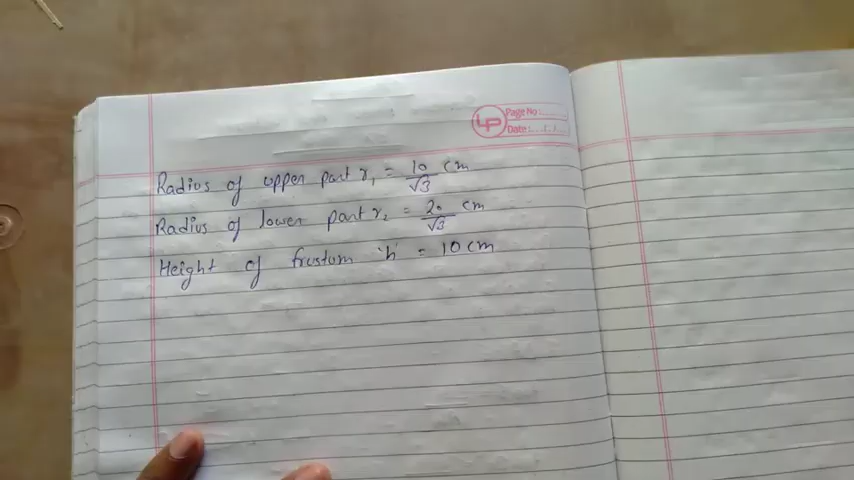 LP
Page No:
Date:
Radius of upper part r₁ = 10/√3 cm
Radius of lower part r₂ = 20/√3 cm
Height of frustum 'h' = 10 cm